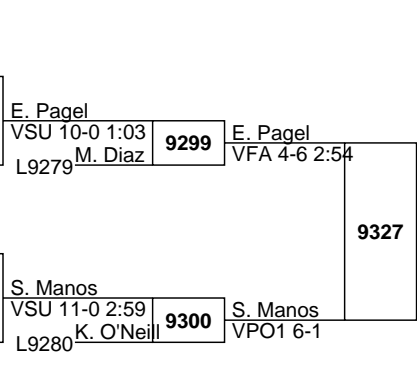 E. Pagel
VSU 10-0 1:03
M. Diaz
L9279
9299
E. Pagel
VFA 4-6 2:54
9327
S. Manos
VSU 11-0 2:59
K. O'Neill
L9280
9300
S. Manos
VPO1 6-1